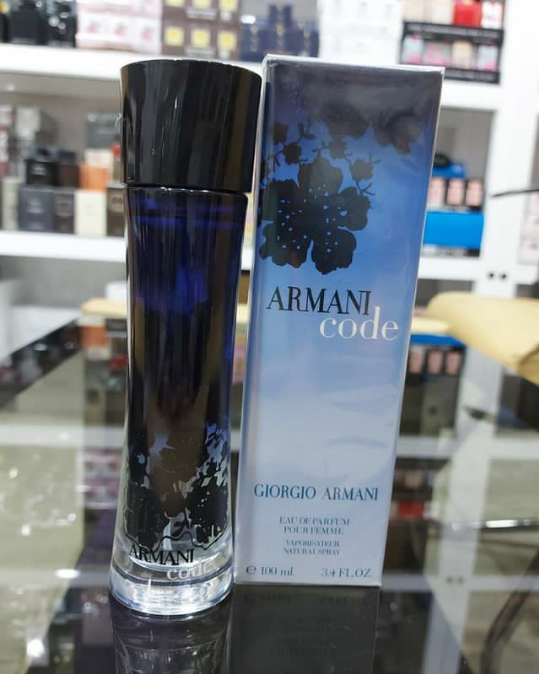 ARMANI
code
GIORGIO ARMANI
EAU DE PARFUM
POUR FEMME
VAPORISATEUR
NATURAL SPRAY
e 100 ml 3.4 FL.OZ
ARMANI
code